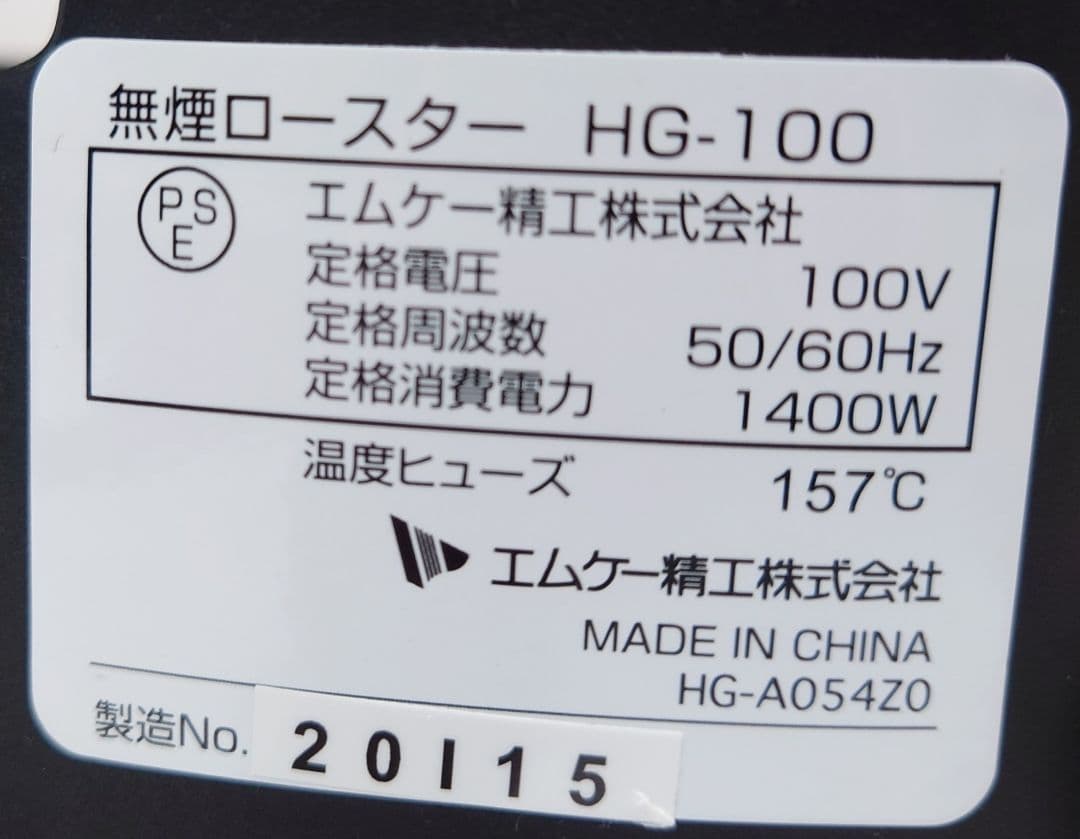 無煙ロースター HG-100
PSE
エムケー精工株式会社
定格電圧 100V
定格周波数 50/60Hz
定格消費電力 1400W
温度ヒューズ 157℃
エムケー精工株式会社
MADE IN CHINA
HG-A054Z0
製造No. 20I15